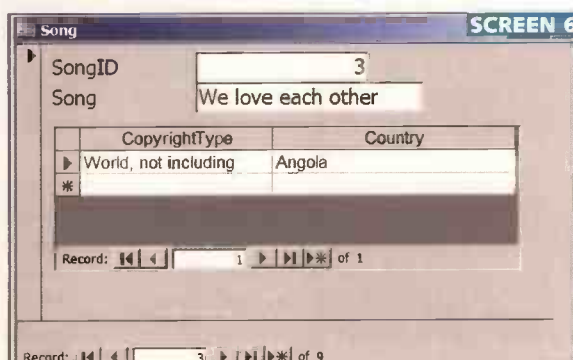 SCREEN 6
Song
SongID 3
Song We love each other
CopyrightType Country
World, not including Angola
Record: 1 of 1
Record: 3 of 9